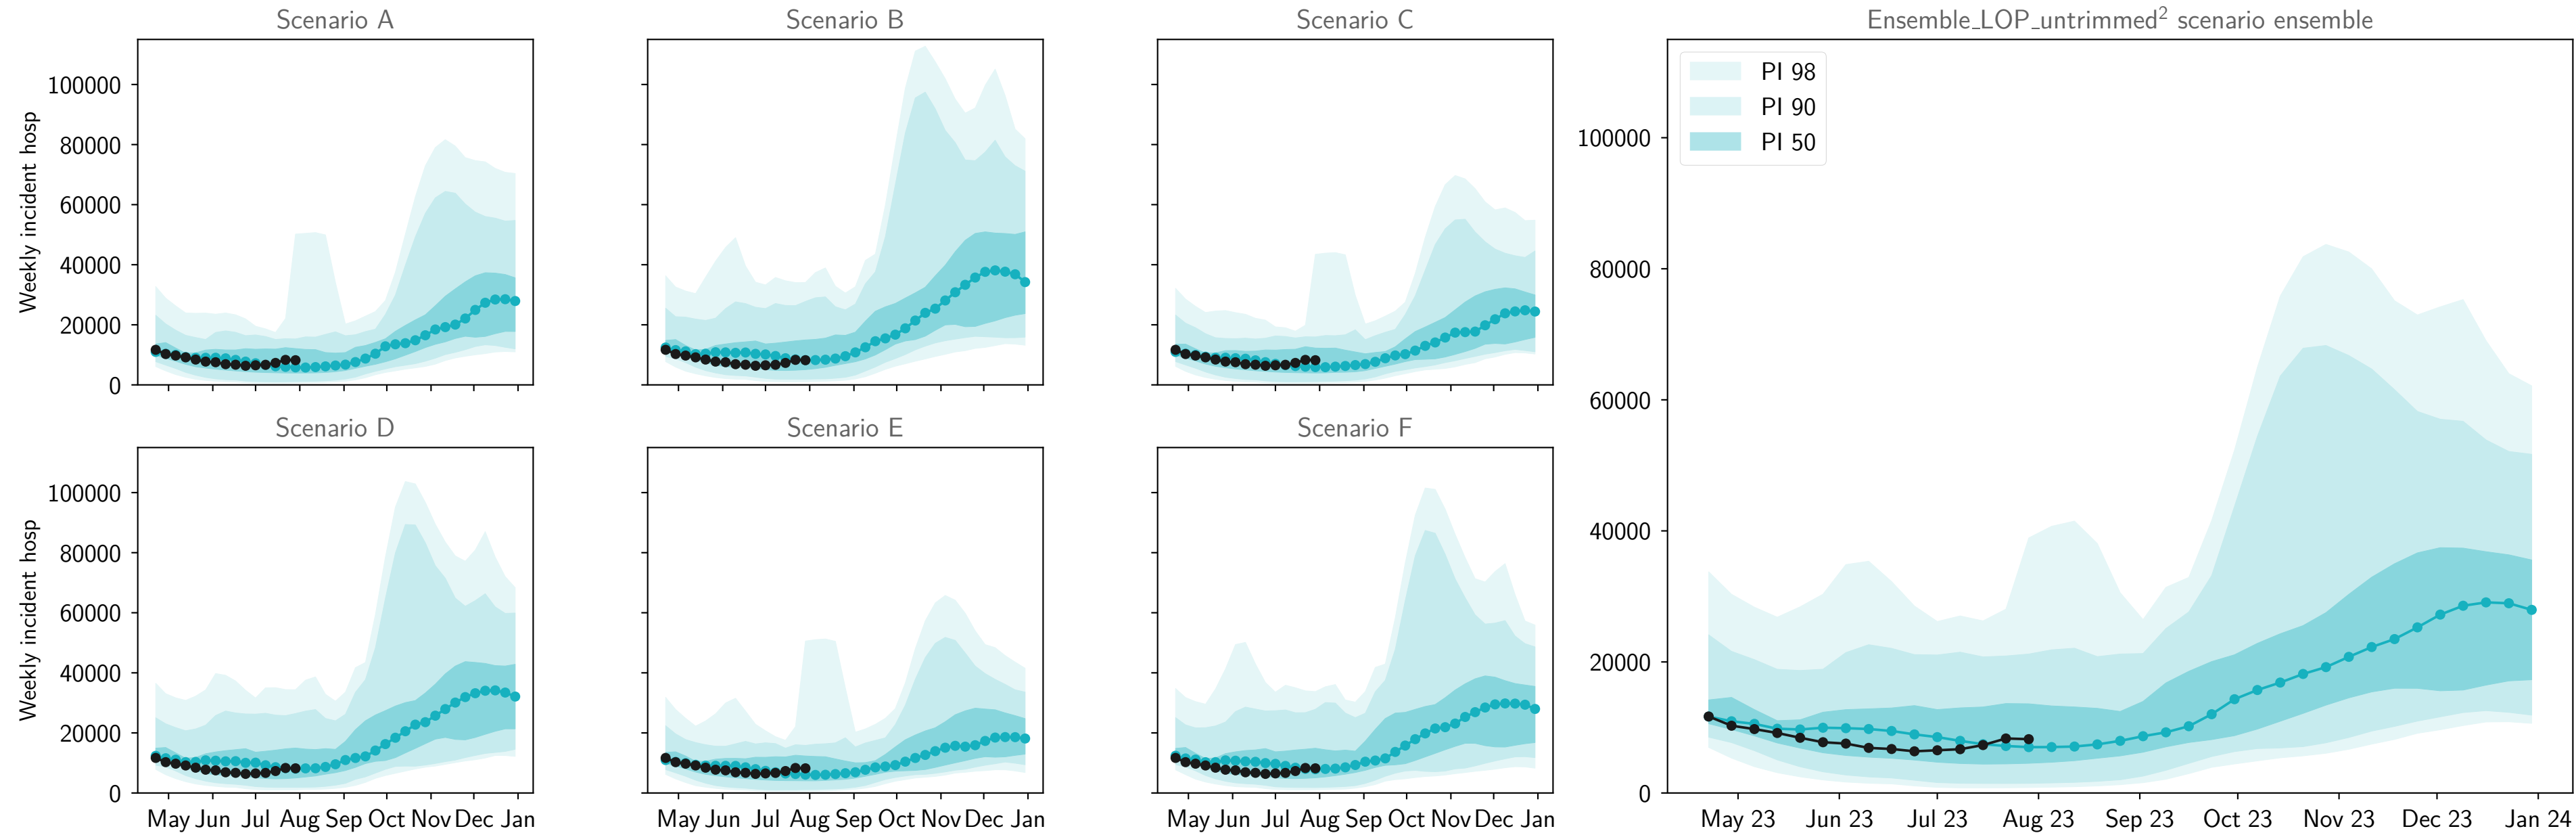 Scenario A
Scenario B
Scenario C
Ensemble_LOP_untrimmed² scenario ensemble
Weekly incident hosp
100000
80000
60000
40000
20000
0
PI 98
PI 90
PI 50
100000
80000
60000
40000
20000
0
Scenario D
Scenario E
Scenario F
Weekly incident hosp
100000
80000
60000
40000
20000
0
May Jun Jul Aug Sep Oct Nov Dec Jan
May Jun Jul Aug Sep Oct Nov Dec Jan
May Jun Jul Aug Sep Oct Nov Dec Jan
May 23 Jun 23 Jul 23 Aug 23 Sep 23 Oct 23 Nov 23 Dec 23 Jan 24